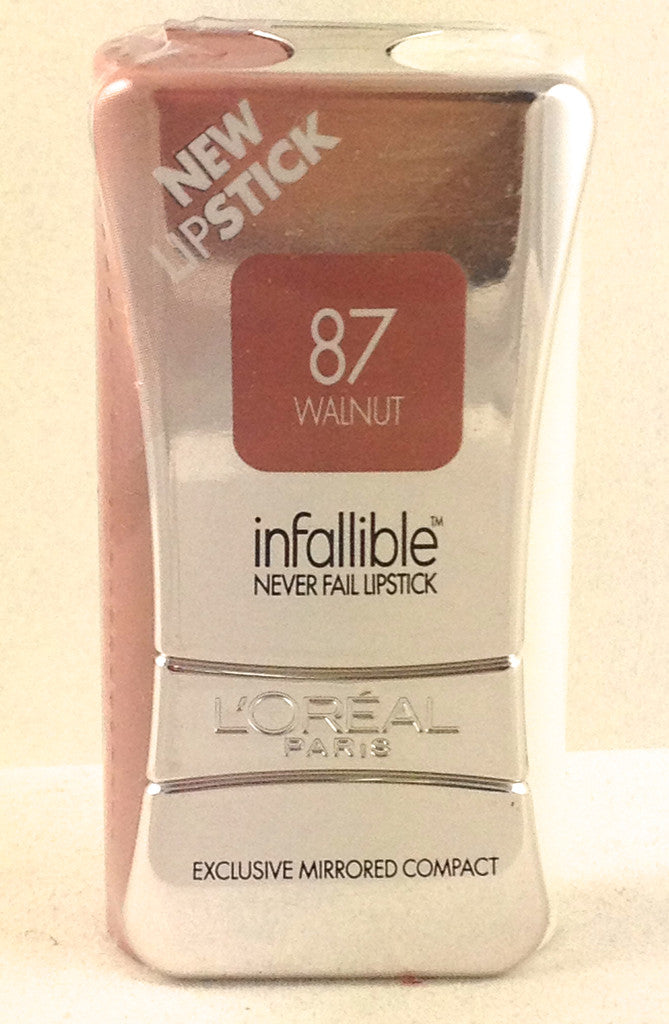 NEW
LIPSTICK
87
WALNUT
infallible™
NEVER FAIL LIPSTICK
L'ORÉAL
PARIS
EXCLUSIVE MIRRORED COMPACT